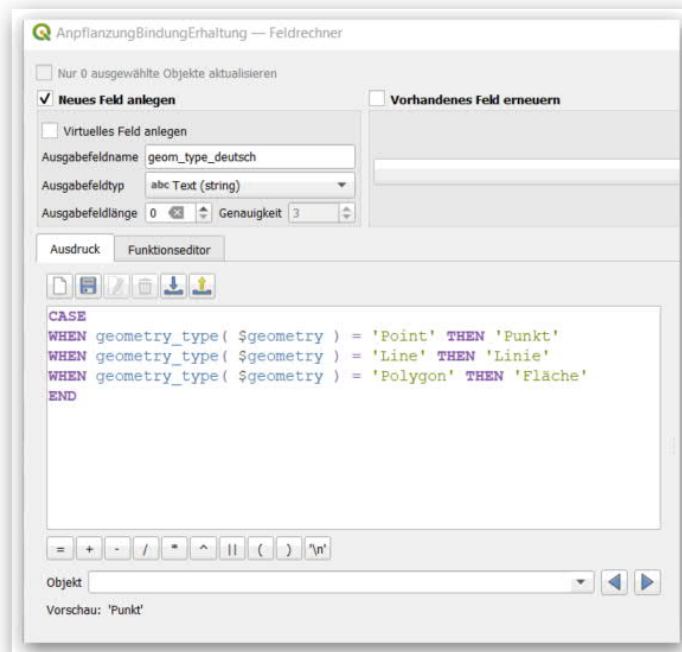 AnpflanzungBindungErhaltung — Feldrechner
Nur 0 ausgewählte Objekte aktualisieren
Neues Feld anlegen
Vorhandenes Feld erneuern
Virtuelles Feld anlegen
Ausgabefeldname geom_type_deutsch
Ausgabefeldtyp abc Text (string)
Ausgabefeldlänge 0 Genauigkeit 3
Ausdruck Funktionseditor
CASE
WHEN geometry_type( $geometry ) = 'Point' THEN 'Punkt'
WHEN geometry_type( $geometry ) = 'Line' THEN 'Linie'
WHEN geometry_type( $geometry ) = 'Polygon' THEN 'Fläche'
END
= + - / * ^ || ( ) '\n'
Objekt
Vorschau: 'Punkt'